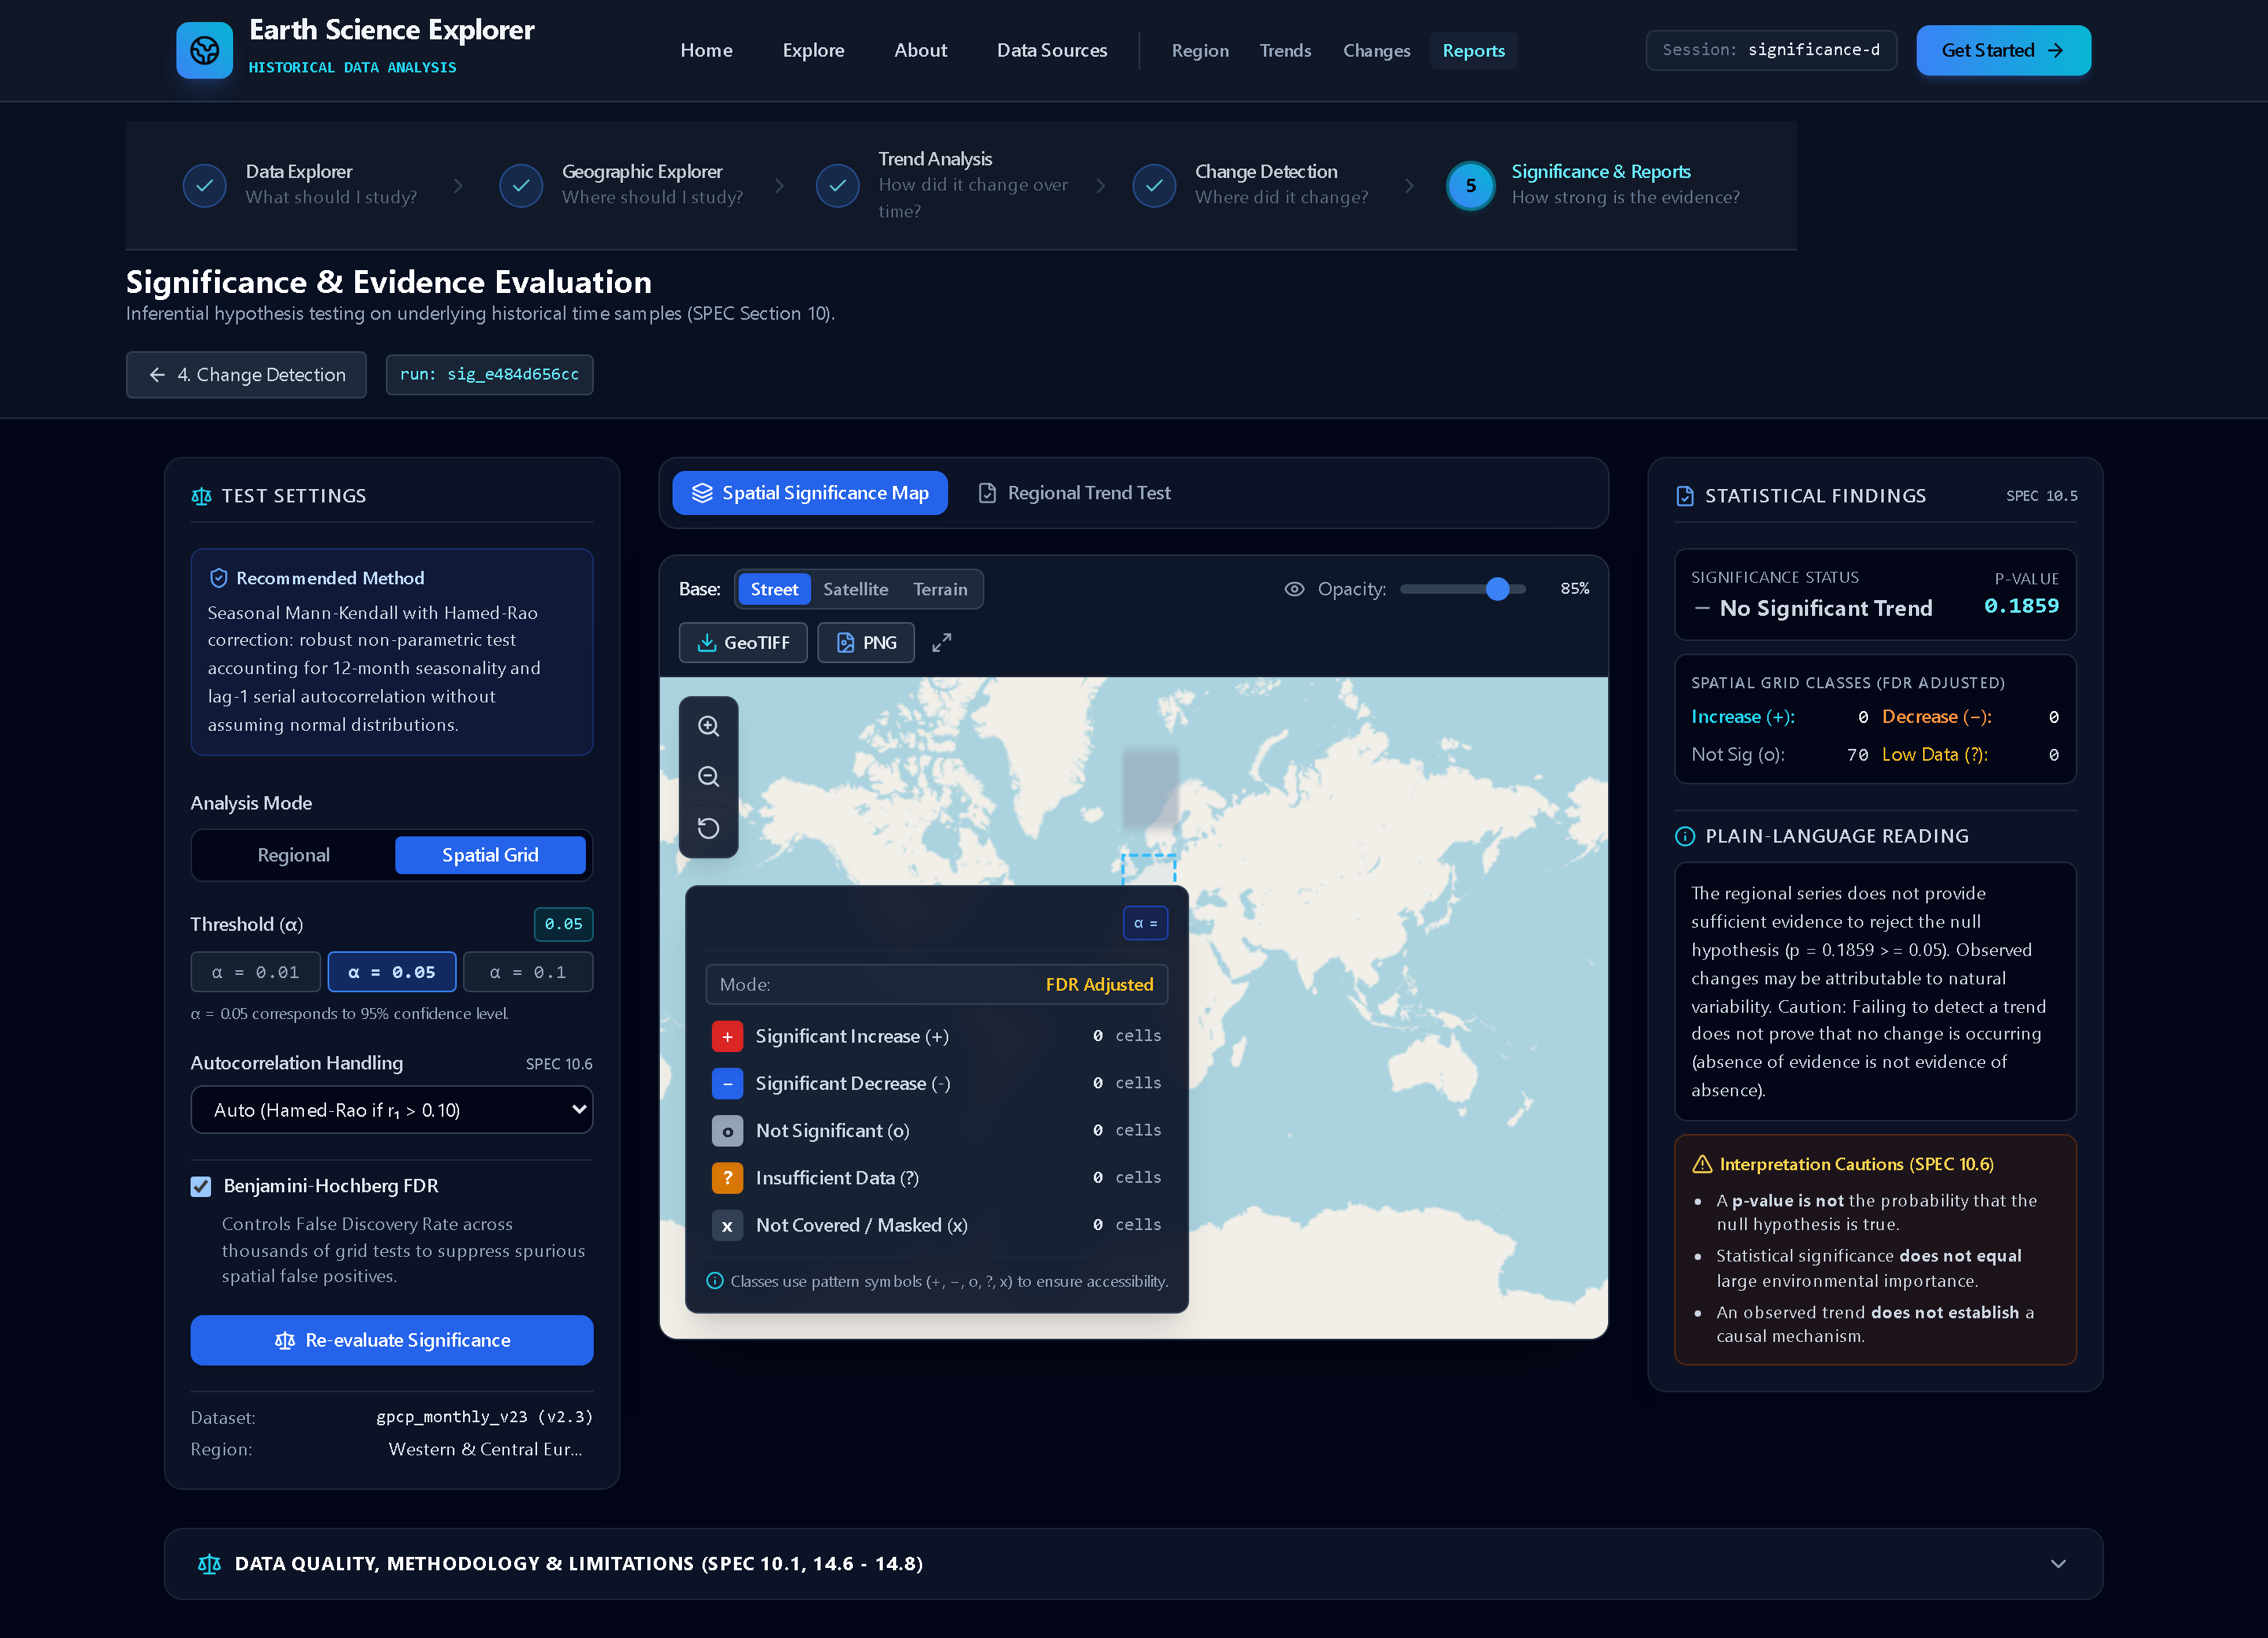 Earth Science Explorer
HISTORICAL DATA ANALYSIS
Home
Explore
About
Data Sources
Region
Trends
Changes
Reports
Session: significance-d
Get Started
Data Explorer
What should I study?
Geographic Explorer
Where should I study?
Trend Analysis
How did it change over
time?
Change Detection
Where did it change?
5
Significance & Reports
How strong is the evidence?
Significance & Evidence Evaluation
Inferential hypothesis testing on underlying historical time samples (SPEC Section 10).
4. Change Detection
run: sig_e484d656cc
TEST SETTINGS
Recommended Method
Seasonal Mann-Kendall with Hamed-Rao
correction: robust non-parametric test
accounting for 12-month seasonality and
lag-1 serial autocorrelation without
assuming normal distributions.
Analysis Mode
Regional
Spatial Grid
Threshold (α)
0.05
α = 0.01
α = 0.05
α = 0.1
α = 0.05 corresponds to 95% confidence level.
Autocorrelation Handling
SPEC 10.6
Auto (Hamed-Rao if r₁ > 0.10)
Benjamini-Hochberg FDR
Controls False Discovery Rate across
thousands of grid tests to suppress spurious
spatial false positives.
Re-evaluate Significance
Dataset:
gpcp_monthly_v23 (v2.3)
Region:
Western & Central Eur...
Spatial Significance Map
Regional Trend Test
Base:
Street
Satellite
Terrain
Opacity:
85%
GeoTIFF
PNG
α =
Mode:
FDR Adjusted
+ Significant Increase (+) 0 cells
− Significant Decrease (-) 0 cells
o Not Significant (o) 0 cells
? Insufficient Data (?) 0 cells
x Not Covered / Masked (x) 0 cells
Classes use pattern symbols (+, −, o, ?, x) to ensure accessibility.
STATISTICAL FINDINGS
SPEC 10.5
SIGNIFICANCE STATUS
P-VALUE
— No Significant Trend
0.1859
SPATIAL GRID CLASSES (FDR ADJUSTED)
Increase (+): 0 Decrease (−): 0
Not Sig (o): 70 Low Data (?): 0
PLAIN-LANGUAGE READING
The regional series does not provide
sufficient evidence to reject the null
hypothesis (p = 0.1859 >= 0.05). Observed
changes may be attributable to natural
variability. Caution: Failing to detect a trend
does not prove that no change is occurring
(absence of evidence is not evidence of
absence).
Interpretation Cautions (SPEC 10.6)
• A p-value is not the probability that the
null hypothesis is true.
• Statistical significance does not equal
large environmental importance.
• An observed trend does not establish a
causal mechanism.
DATA QUALITY, METHODOLOGY & LIMITATIONS (SPEC 10.1, 14.6 - 14.8)